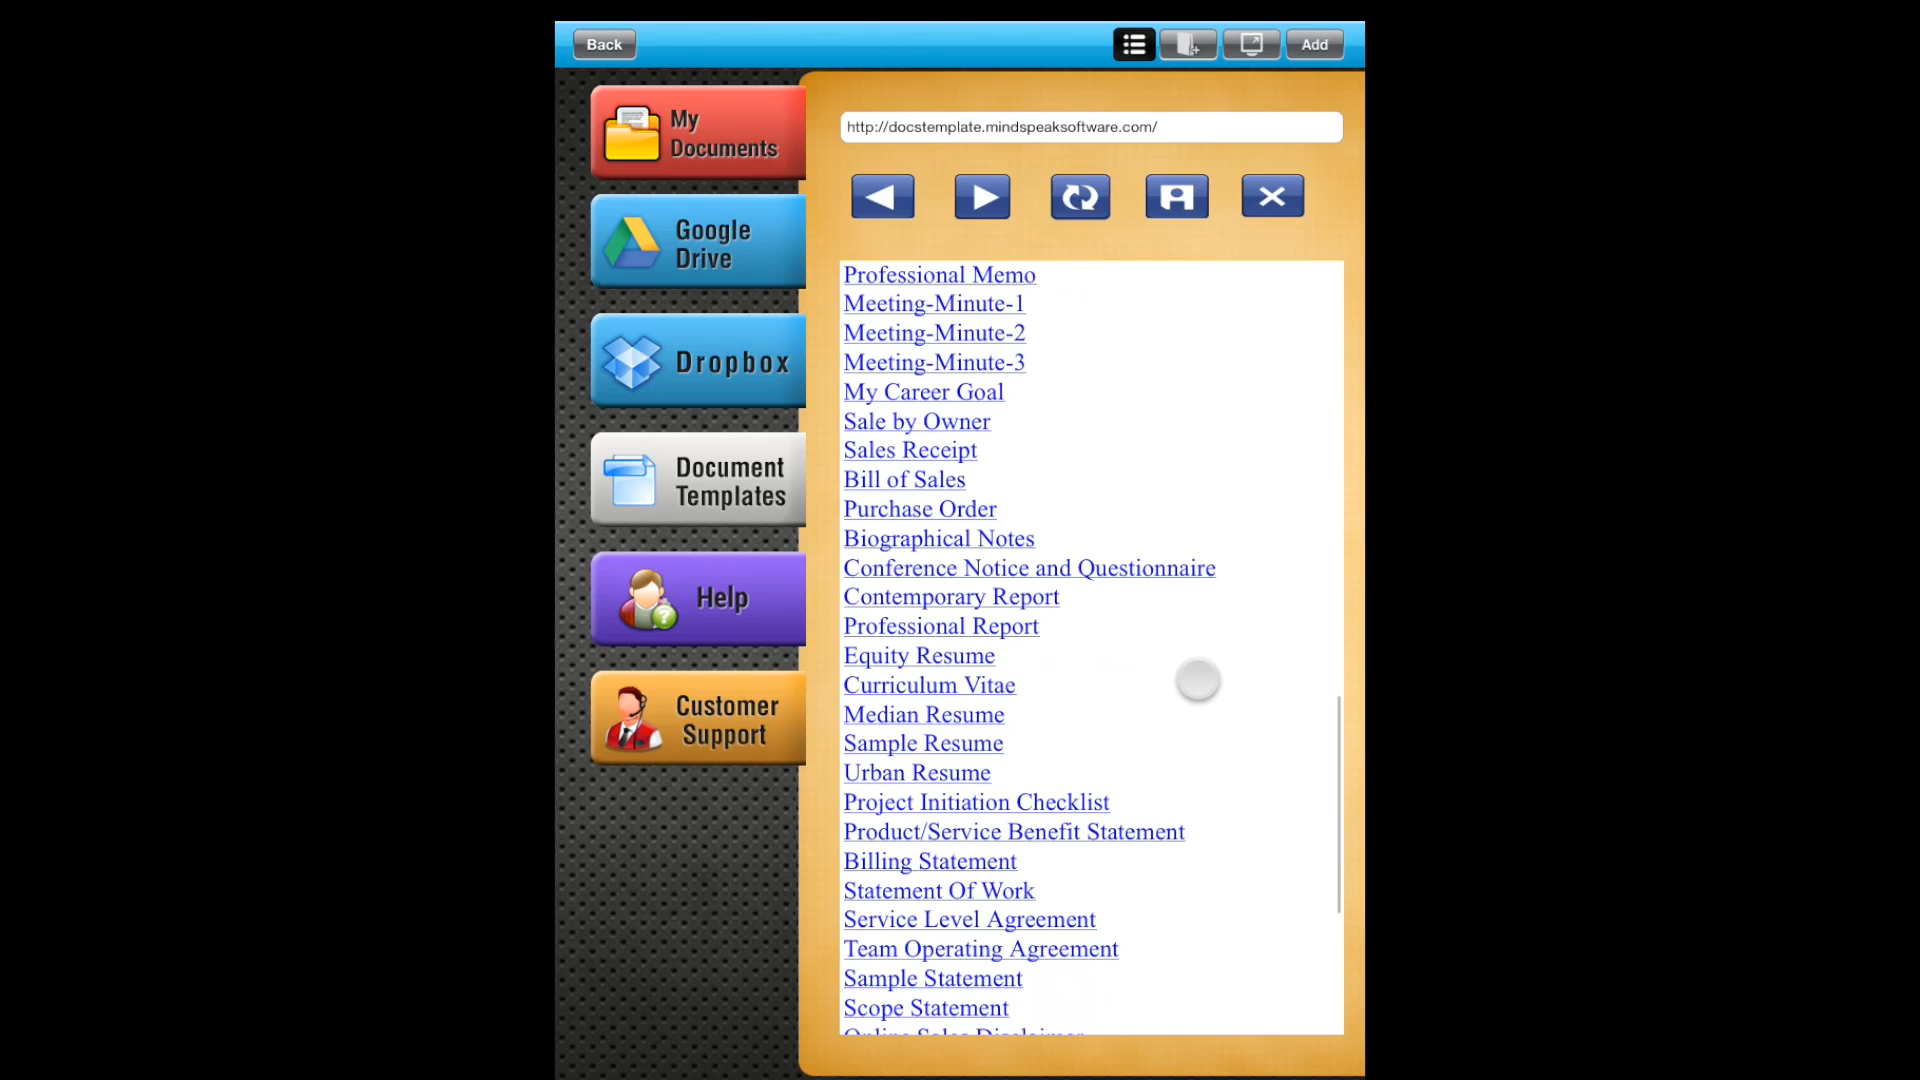 Back
Add
My
Documents
Google
Drive
Dropbox
Document
Templates
Help
Customer
Support
http://docstemplate.mindspeaksoftware.com/
Professional Memo
Meeting-Minute-1
Meeting-Minute-2
Meeting-Minute-3
My Career Goal
Sale by Owner
Sales Receipt
Bill of Sales
Purchase Order
Biographical Notes
Conference Notice and Questionnaire
Contemporary Report
Professional Report
Equity Resume
Curriculum Vitae
Median Resume
Sample Resume
Urban Resume
Project Initiation Checklist
Product/Service Benefit Statement
Billing Statement
Statement Of Work
Service Level Agreement
Team Operating Agreement
Sample Statement
Scope Statement
Online Sales Disclaimer